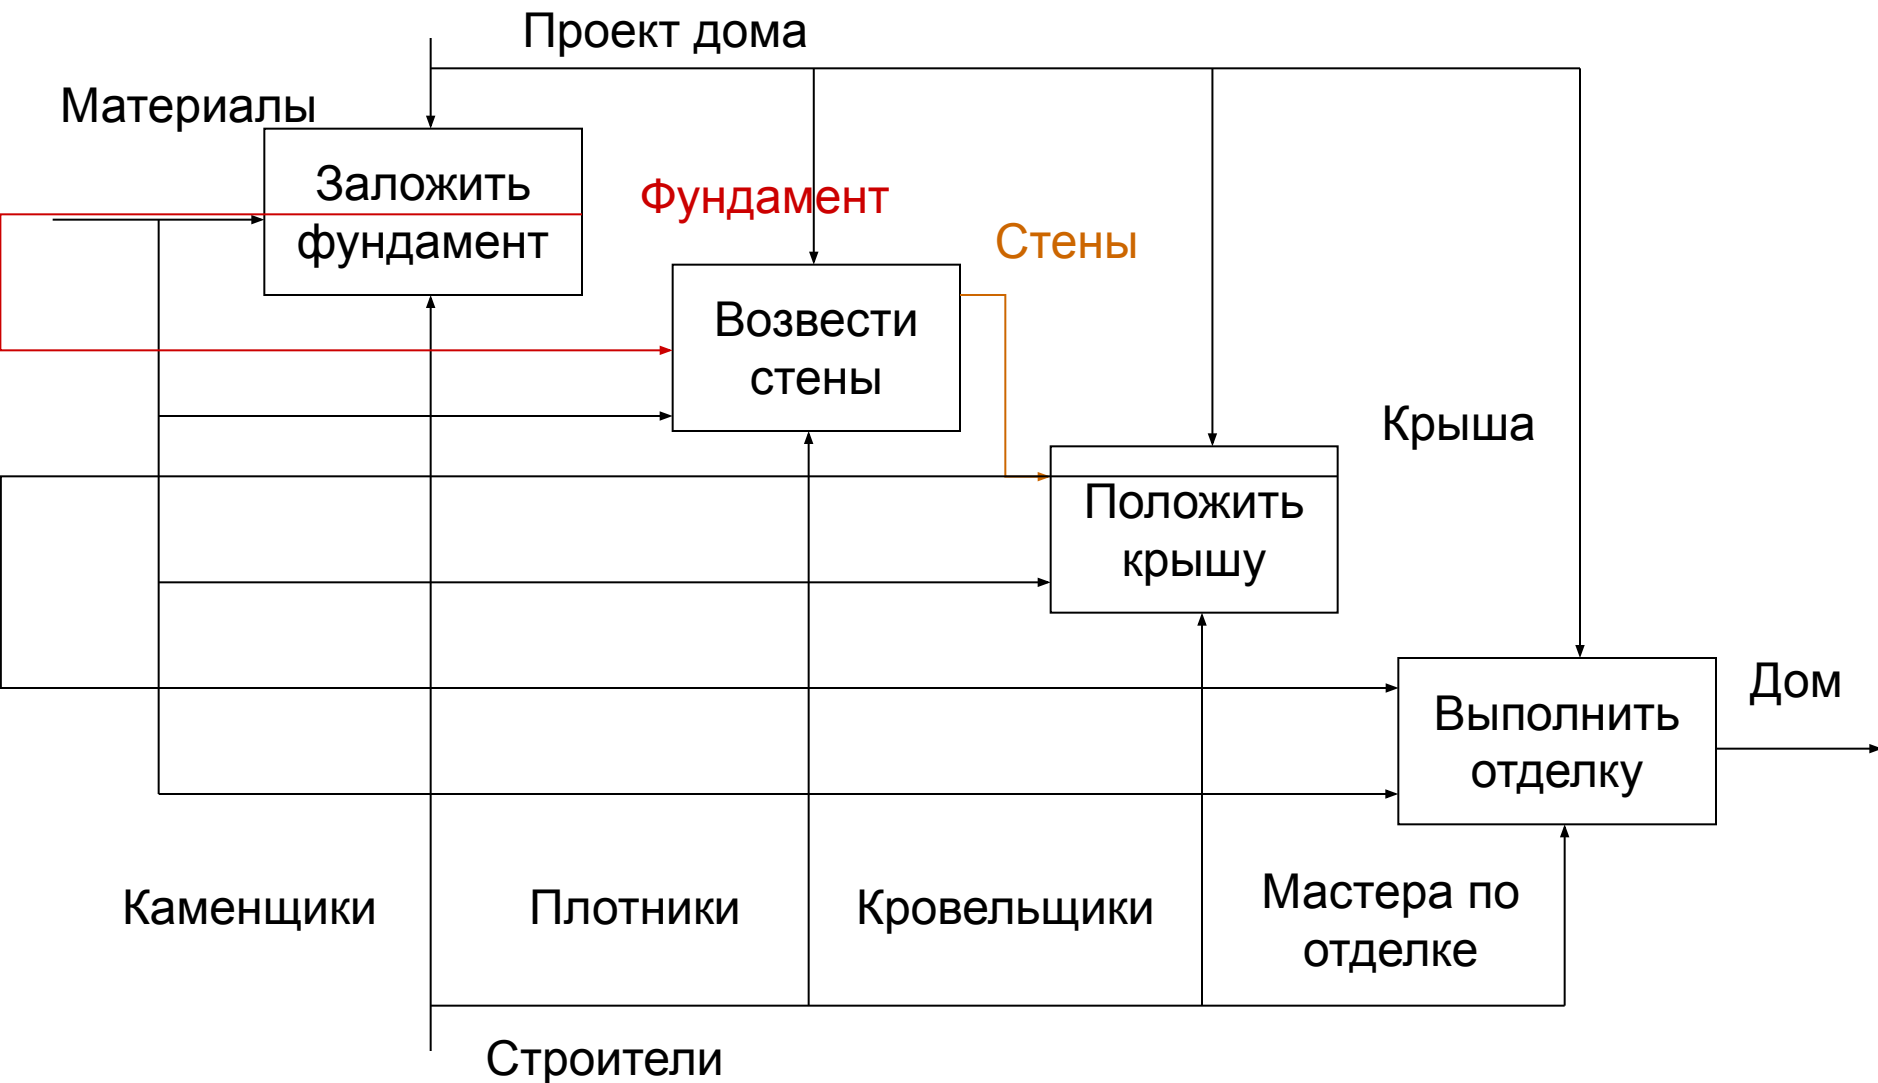 Проект дома
Материалы
Заложить
фундамент
Фундамент
Стены
Возвести
стены
Крыша
Положить
крышу
Дом
Выполнить
отделку
Каменщики
Плотники
Кровельщики
Мастера по
отделке
Строители